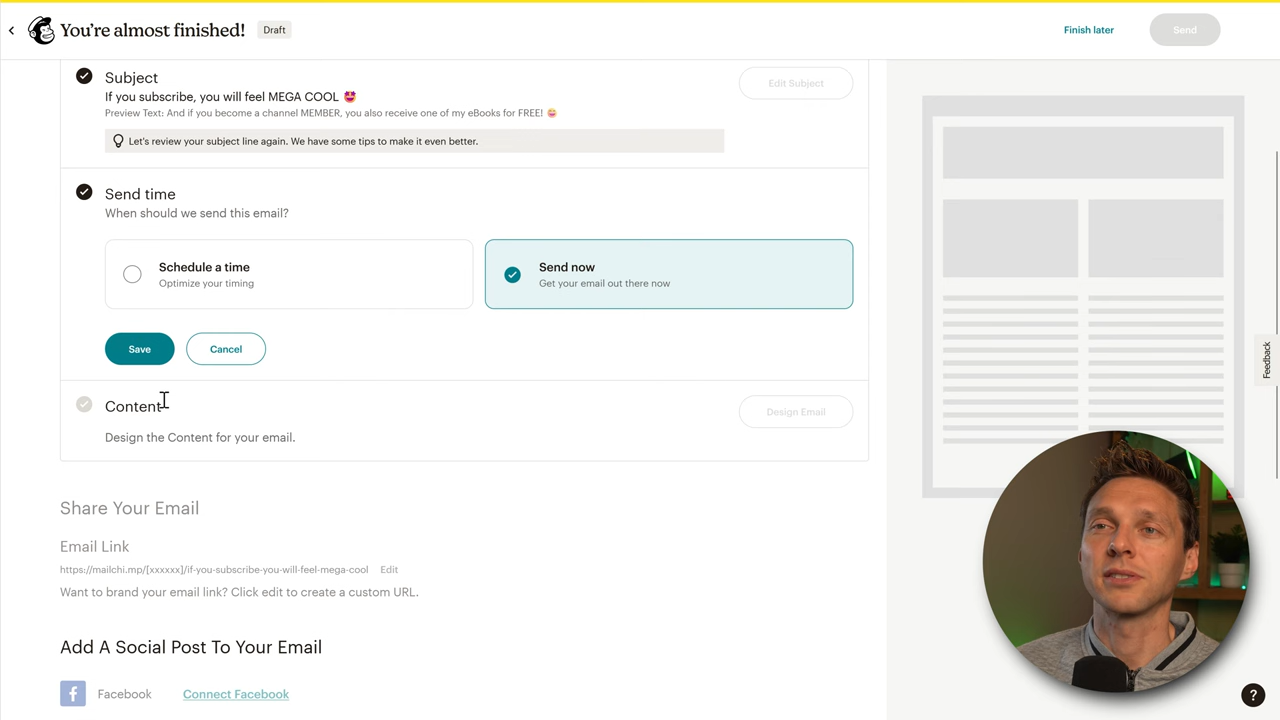 You're almost finished!
Draft
Finish later
Send
Subject
Edit Subject
If you subscribe, you will feel MEGA COOL 🤩
Preview Text: And if you become a channel MEMBER, you also receive one of my eBooks for FREE! 🤩
Let's review your subject line again. We have some tips to make it even better.
Send time
When should we send this email?
Schedule a time
Optimize your timing
Send now
Get your email out there now
Save
Cancel
Feedback
Content
Design Email
Design the Content for your email.
Share Your Email
Email Link
https://mailchi.mp/[xxxxxx]/if-you-subscribe-you-will-feel-mega-cool Edit
Want to brand your email link? Click edit to create a custom URL.
Add A Social Post To Your Email
f Facebook Connect Facebook
?